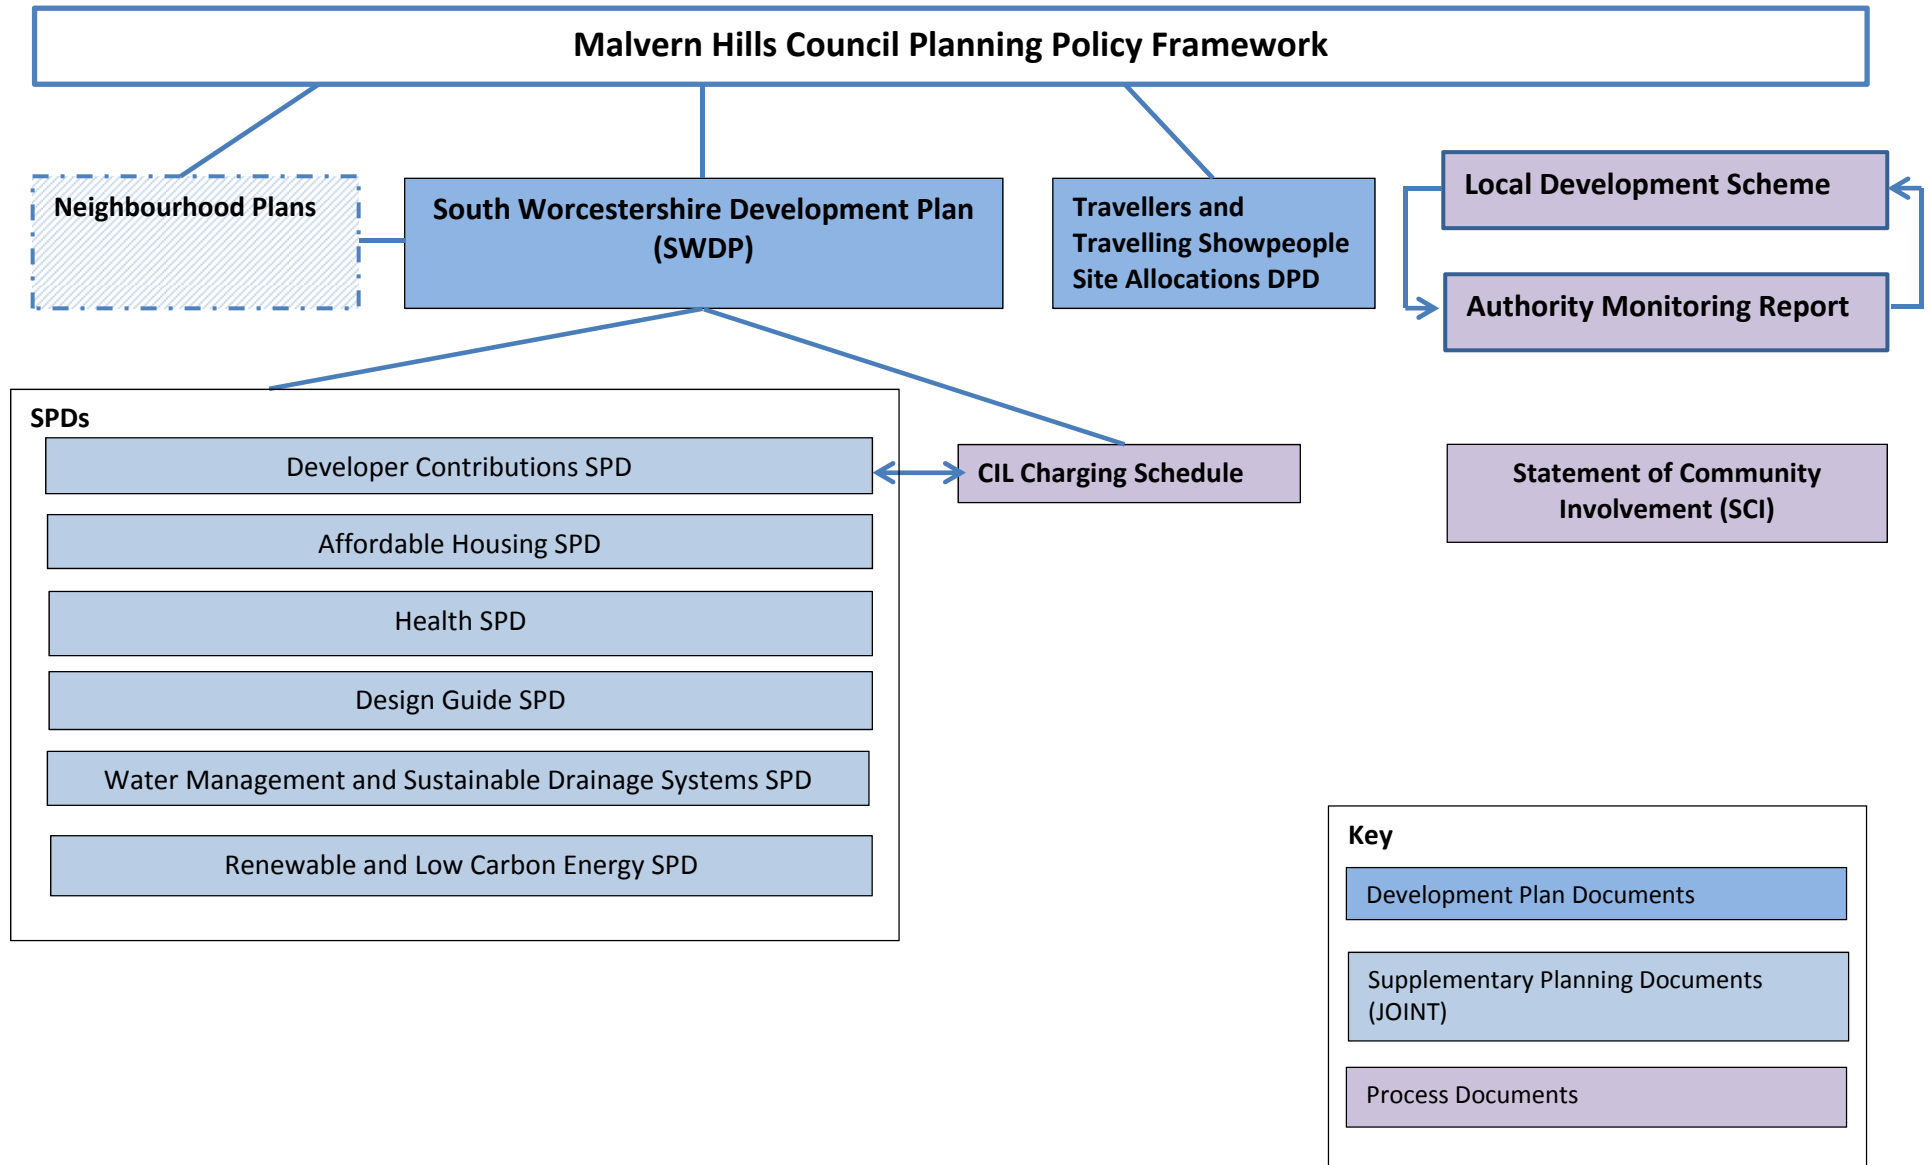 Malvern Hills Council Planning Policy Framework
Neighbourhood Plans
South Worcestershire Development Plan
(SWDP)
Travellers and
Travelling Showpeople
Site Allocations DPD
Local Development Scheme
Authority Monitoring Report
SPDs
Developer Contributions SPD
Affordable Housing SPD
Health SPD
Design Guide SPD
Water Management and Sustainable Drainage Systems SPD
Renewable and Low Carbon Energy SPD
CIL Charging Schedule
Statement of Community
Involvement (SCI)
Key
Development Plan Documents
Supplementary Planning Documents
(JOINT)
Process Documents